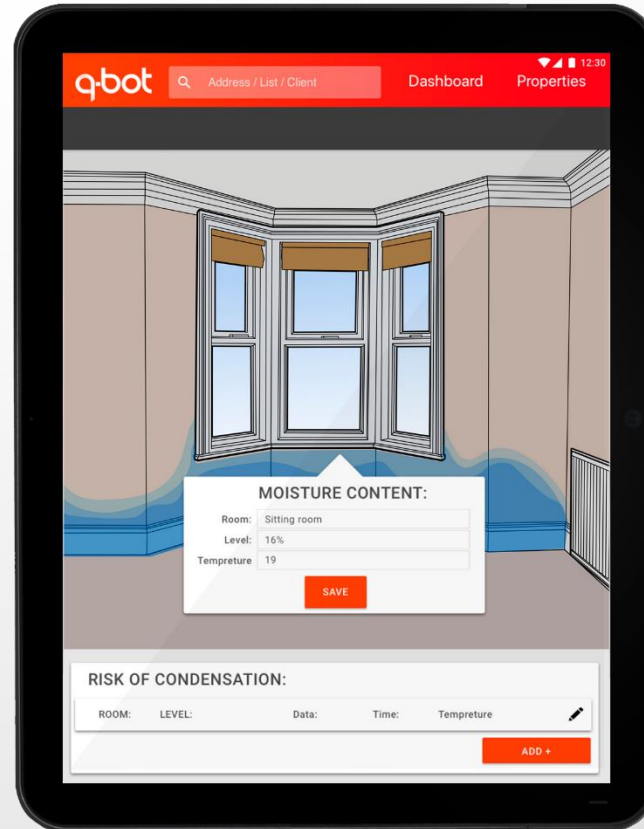 12:30
q-bot Address / List / Client Dashboard Properties
MOISTURE CONTENT:
Room: Sitting room
Level: 16%
Tempreture 19
SAVE
RISK OF CONDENSATION:
ROOM: LEVEL: Data: Time: Tempreture
ADD +